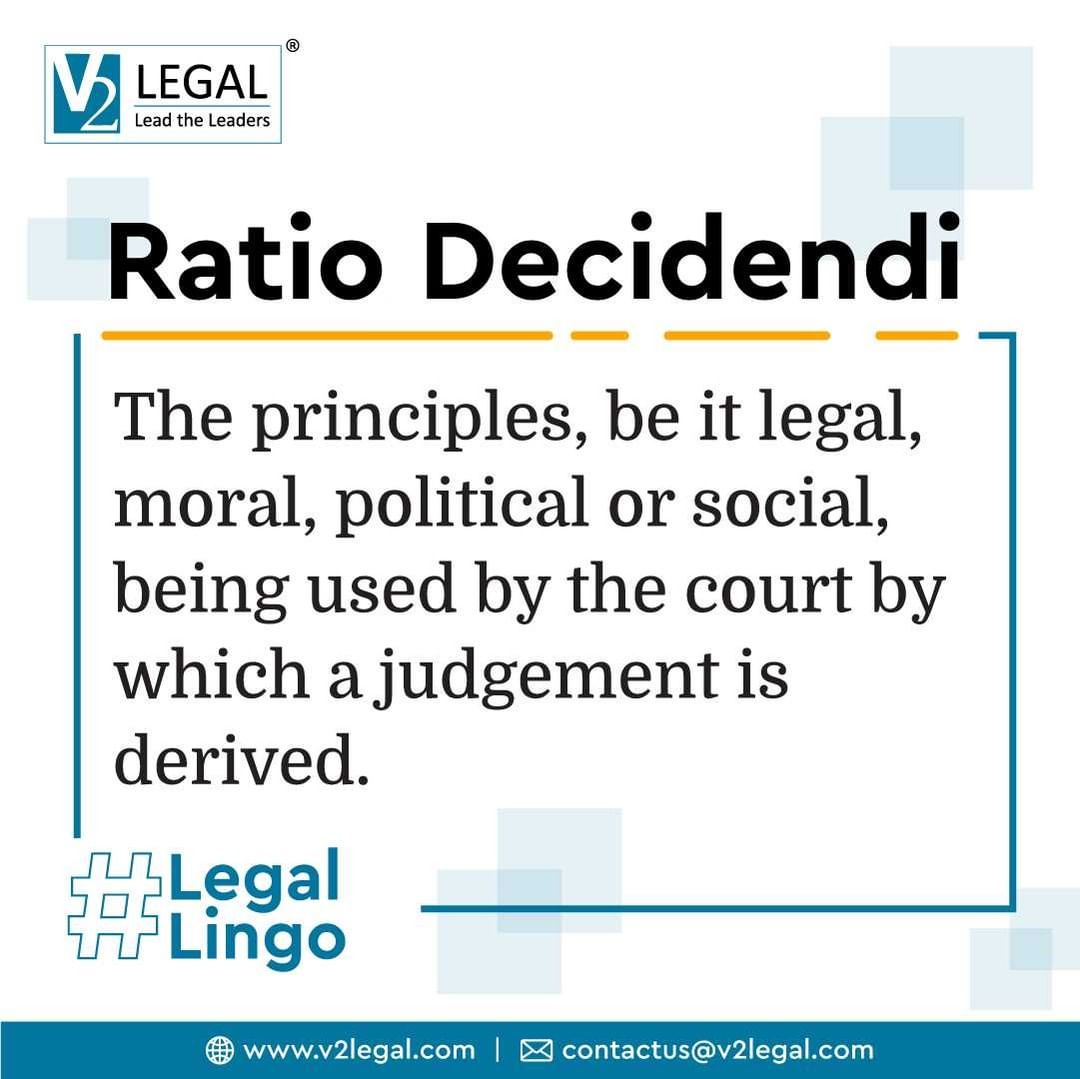 V2 LEGAL ®
Lead the Leaders
Ratio Decidendi
The principles, be it legal,
moral, political or social,
being used by the court by
which a judgement is
derived.
#Legal
Lingo
www.v2legal.com | contactus@v2legal.com